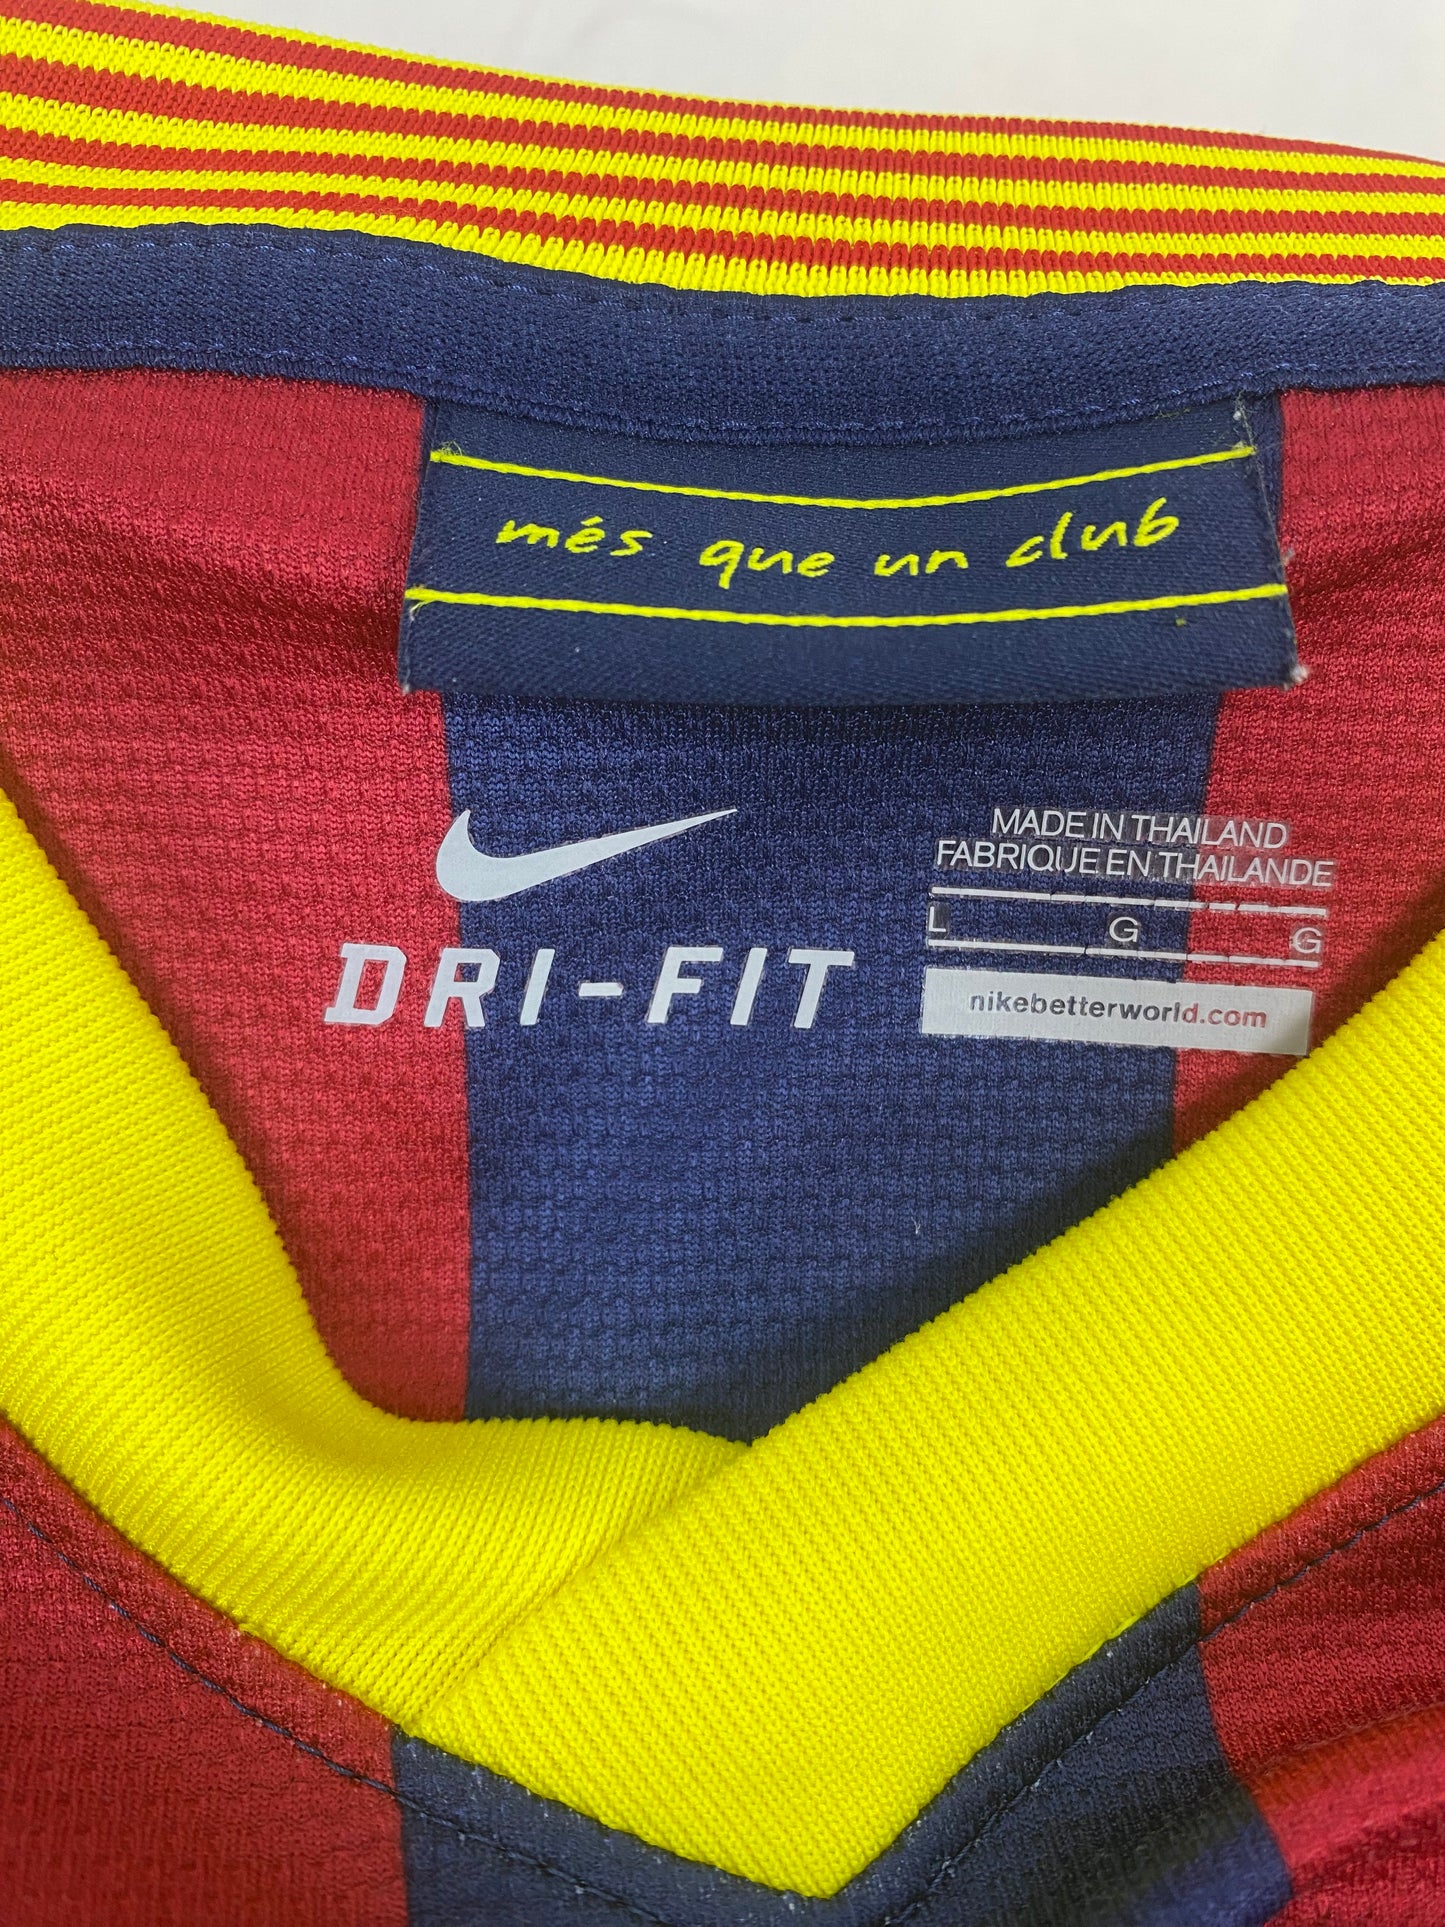 més que un club
MADE IN THAILAND
FABRIQUE EN THAILANDE
L G G
DRI-FIT
nikebetterworld.com